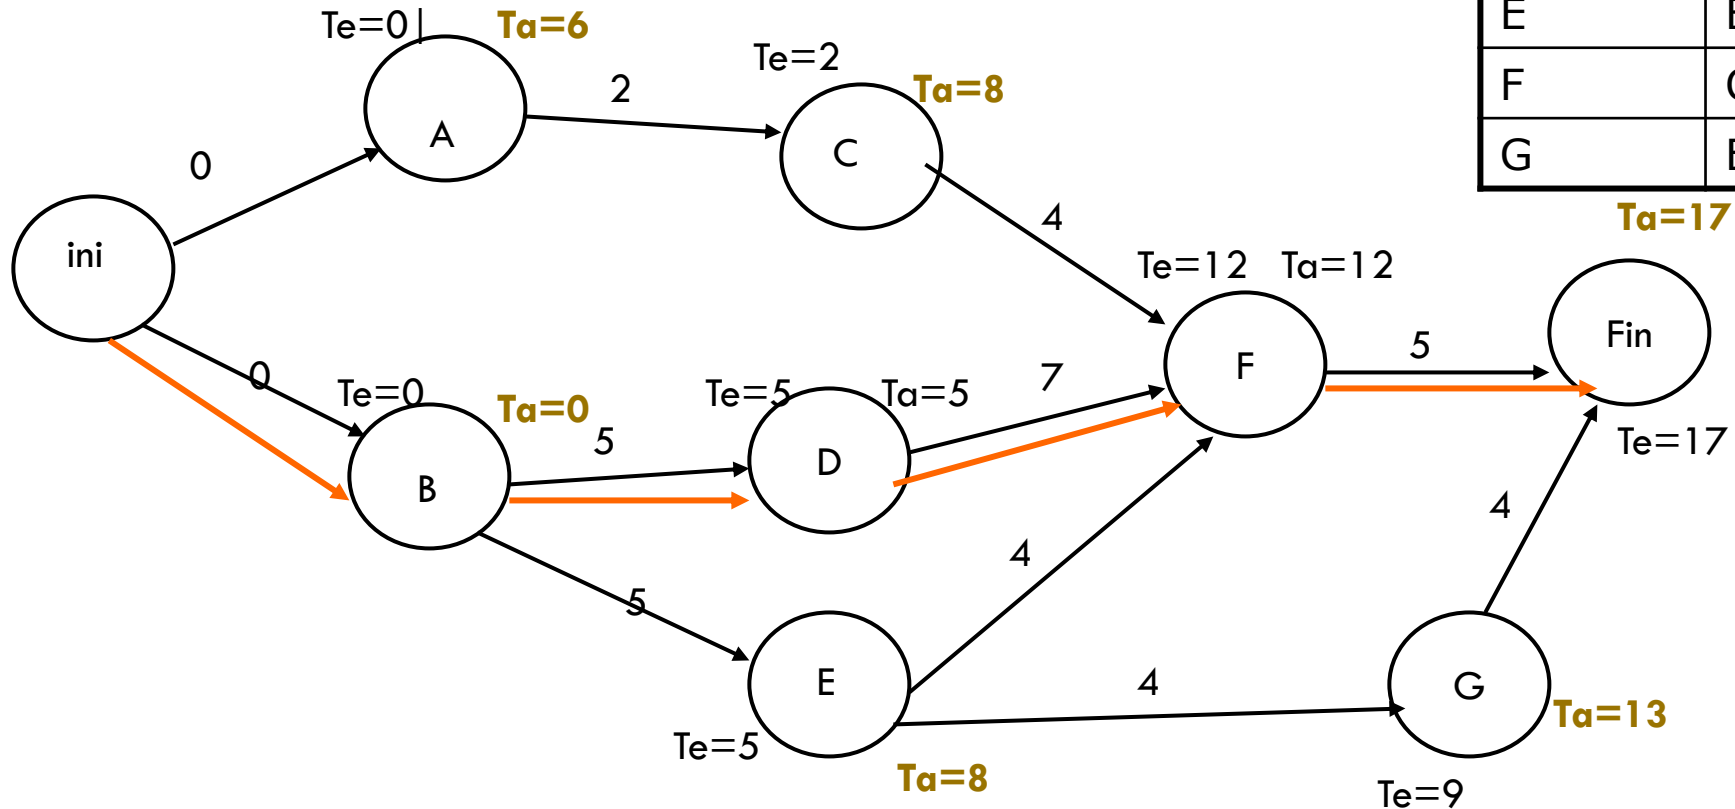 Te=0| Ta=6
E
Te=2
2
Ta=8
F
A
C
0
G
4
Ta=17
ini
Te=12 Ta=12
Fin
5
F
0
Te=0
Te=5
Ta=5
7
Ta=0
5
Te=17
D
B
4
4
5
E
4
G
Te=5
Ta=13
Ta=8
Te=9